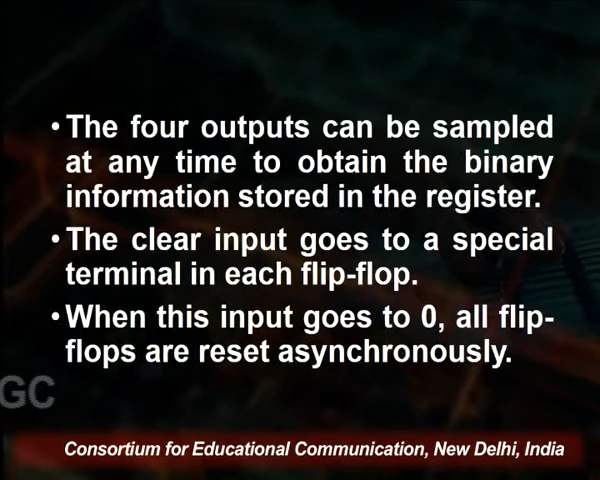 • The four outputs can be sampled
at any time to obtain the binary
information stored in the register.
• The clear input goes to a special
terminal in each flip-flop.
• When this input goes to 0, all flip-
flops are reset asynchronously.
GC
Consortium for Educational Communication, New Delhi, India